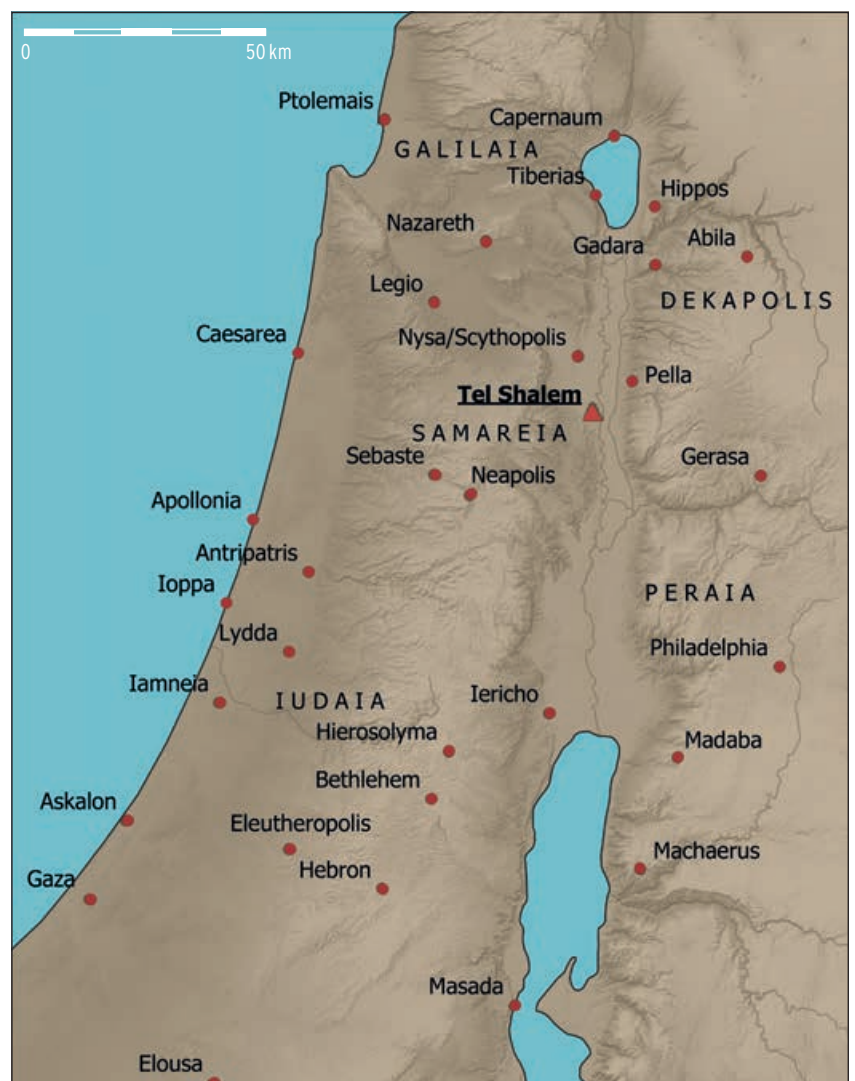 0 50 km
Ptolemais
Capernaum
GALILAIA
Tiberias
Hippos
Nazareth
Gadara
Abila
Legio
DEKAPOLIS
Caesarea
Nysa/Scythopolis
Pella
Tel Shalem
SAMAREIA
Sebaste
Neapolis
Gerasa
Apollonia
Antripatris
Ioppa
PERAIA
Lydda
Philadelphia
Iamneia
IUDAIA
Iericho
Hierosolyma
Madaba
Bethlehem
Askalon
Eleutheropolis
Machaerus
Hebron
Gaza
Masada
Elousa